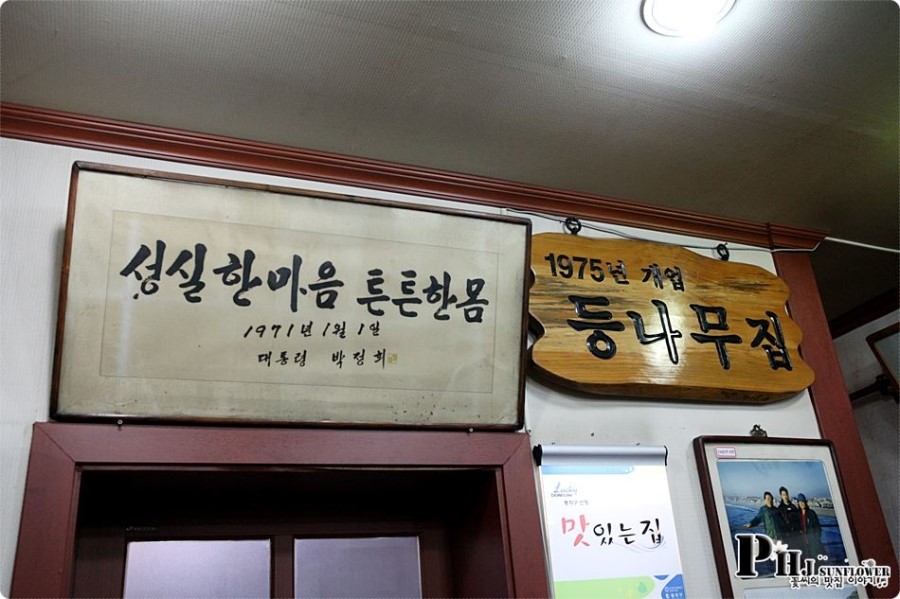 성실한마음 튼튼한몸
1971년 1월 1일
대통령 박정희
1975년 개업
등나무집
Lucky
맛있는집
PHJ SUNFLOWER
꽃씨의 맛집 이야기!!